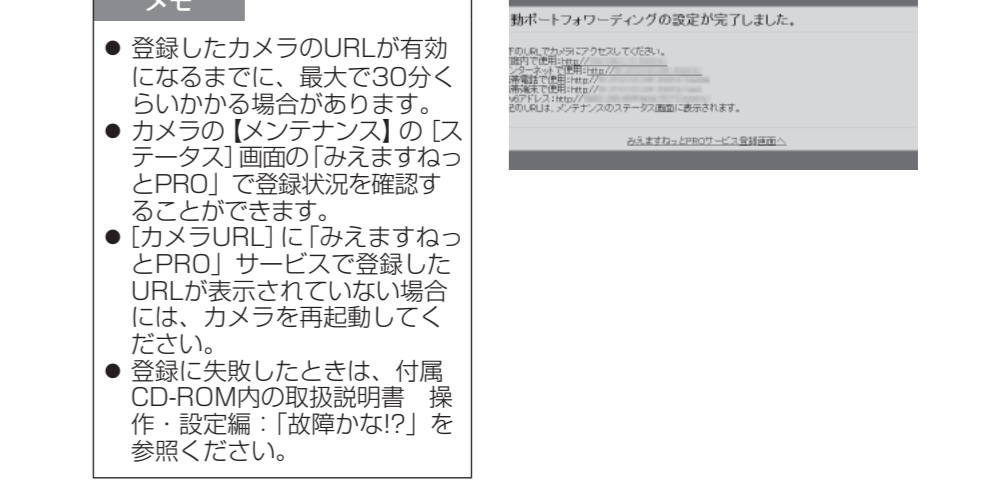 メモ
● 登録したカメラのURLが有効
になるまでに、最大で30分く
らいかかる場合があります。
● カメラの【メンテナンス】の［ス
テータス］画面の「みえますねっ
とPRO」で登録状況を確認す
ることができます。
● ［カメラURL］に「みえますねっ
とPRO」サービスで登録した
URLが表示されていない場合
には、カメラを再起動してく
ださい。
● 登録に失敗したときは、付属
CD-ROM内の取扱説明書　操
作・設定編：「故障かな!?」を
参照ください。
動ポートフォワーディングの設定が完了しました。
下のURLでカメラにアクセスしてください。
庭内で使用:http://
ンターネットで使用:http://
帯電話で使用:http://
帯端末で使用:http://
v6アドレス:http://
記のURLは、メンテナンスのステータス画面に表示されます。
みえますねっとPROサービス登録画面へ